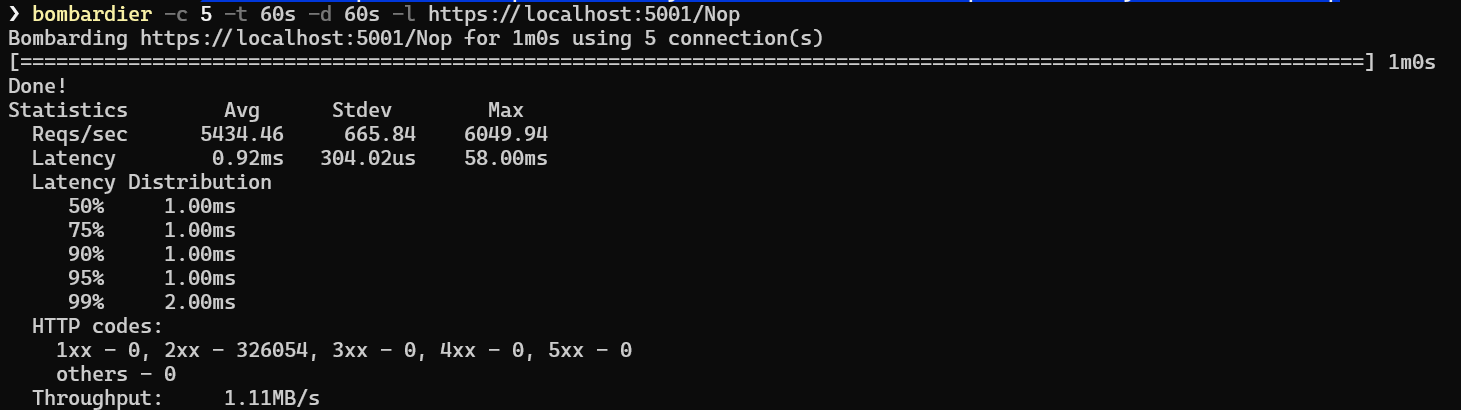 ❯ bombardier -c 5 -t 60s -d 60s -l https://localhost:5001/Nop
Bombarding https://localhost:5001/Nop for 1m0s using 5 connection(s)
[================================================================================================================] 1m0s
Done!
Statistics        Avg      Stdev        Max
  Reqs/sec      5434.46     665.84    6049.94
  Latency        0.92ms   304.02us    58.00ms
  Latency Distribution
     50%     1.00ms
     75%     1.00ms
     90%     1.00ms
     95%     1.00ms
     99%     2.00ms
  HTTP codes:
    1xx - 0, 2xx - 326054, 3xx - 0, 4xx - 0, 5xx - 0
    others - 0
  Throughput:     1.11MB/s